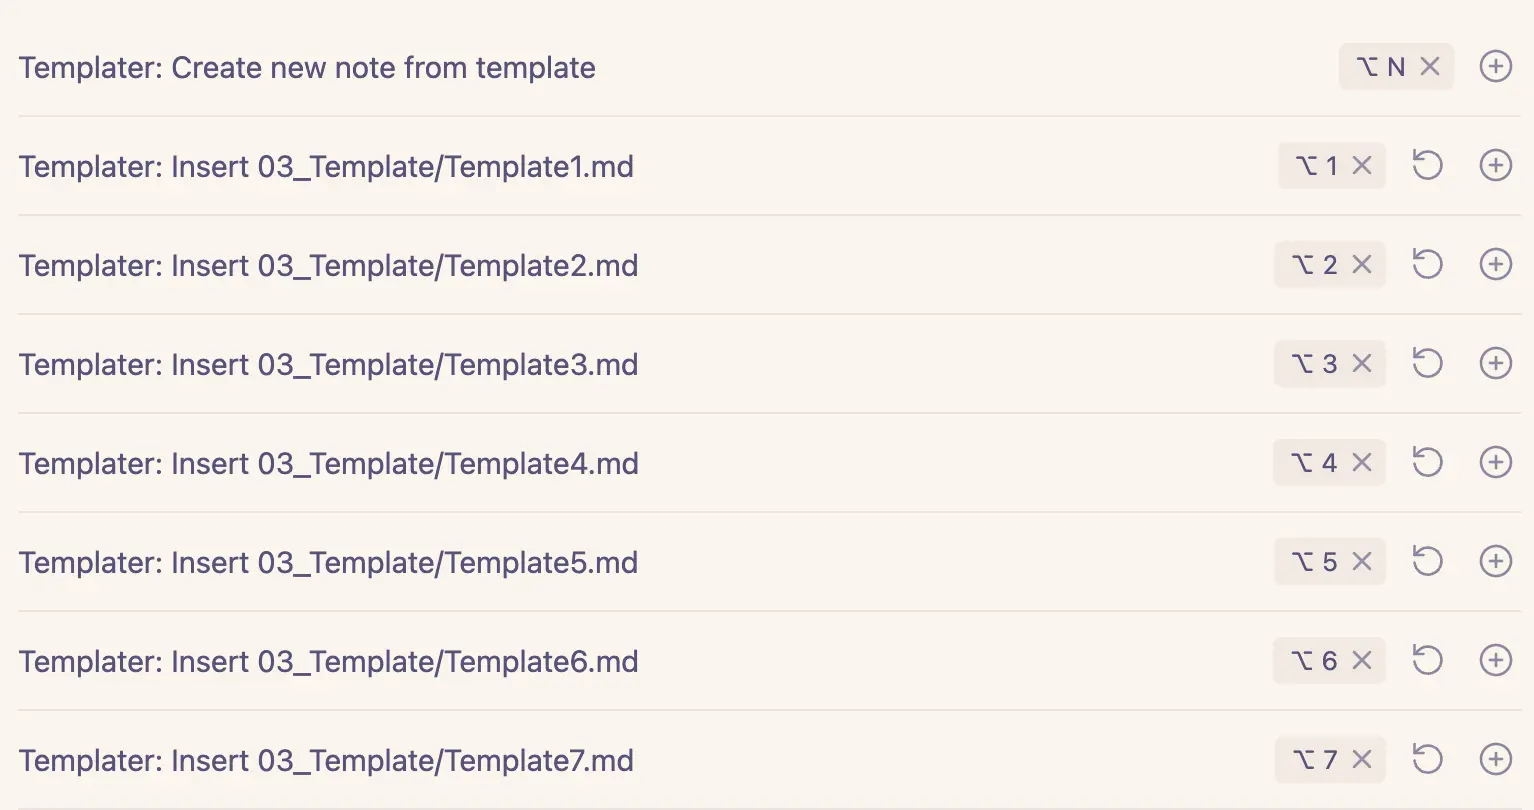 Templater: Create new note from template ⌥ N
Templater: Insert 03_Template/Template1.md ⌥ 1
Templater: Insert 03_Template/Template2.md ⌥ 2
Templater: Insert 03_Template/Template3.md ⌥ 3
Templater: Insert 03_Template/Template4.md ⌥ 4
Templater: Insert 03_Template/Template5.md ⌥ 5
Templater: Insert 03_Template/Template6.md ⌥ 6
Templater: Insert 03_Template/Template7.md ⌥ 7